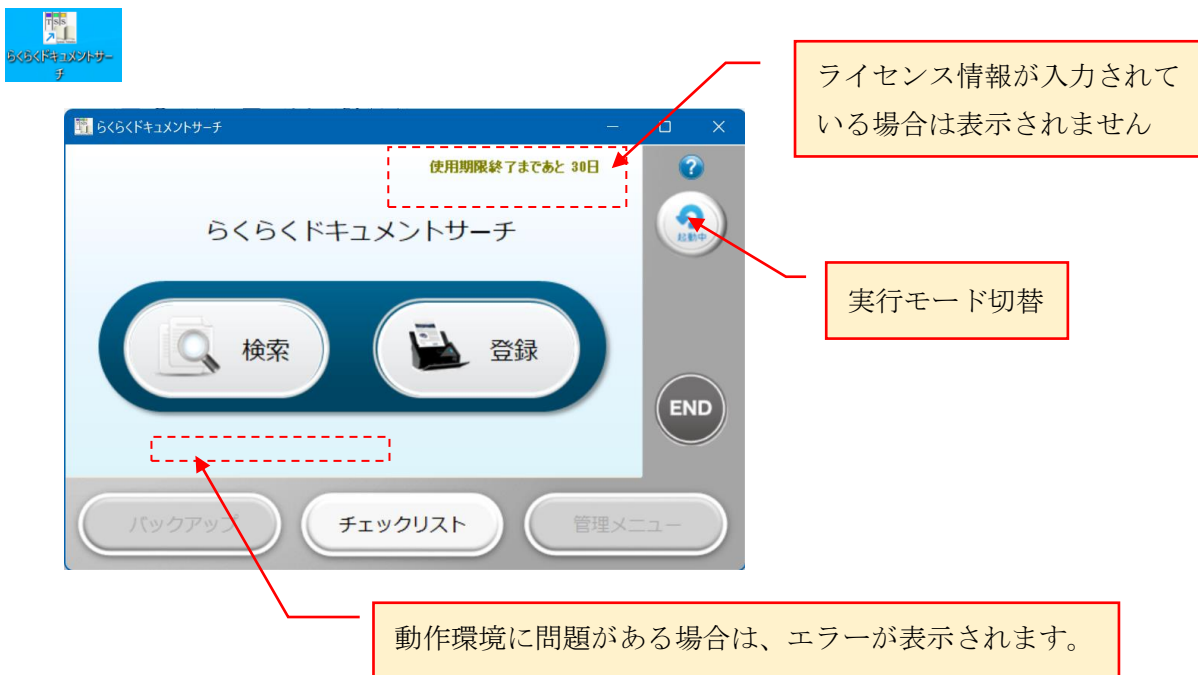 TSS
らくらくドキュメントサー
チ
ライセンス情報が入力されて
いる場合は表示されません
らくらくドキュメントサーチ
使用期限終了まであと 30日
?
起動中
らくらくドキュメントサーチ
実行モード切替
検索
登録
END
バックアップ
チェックリスト
管理メニュー
動作環境に問題がある場合は、エラーが表示されます。